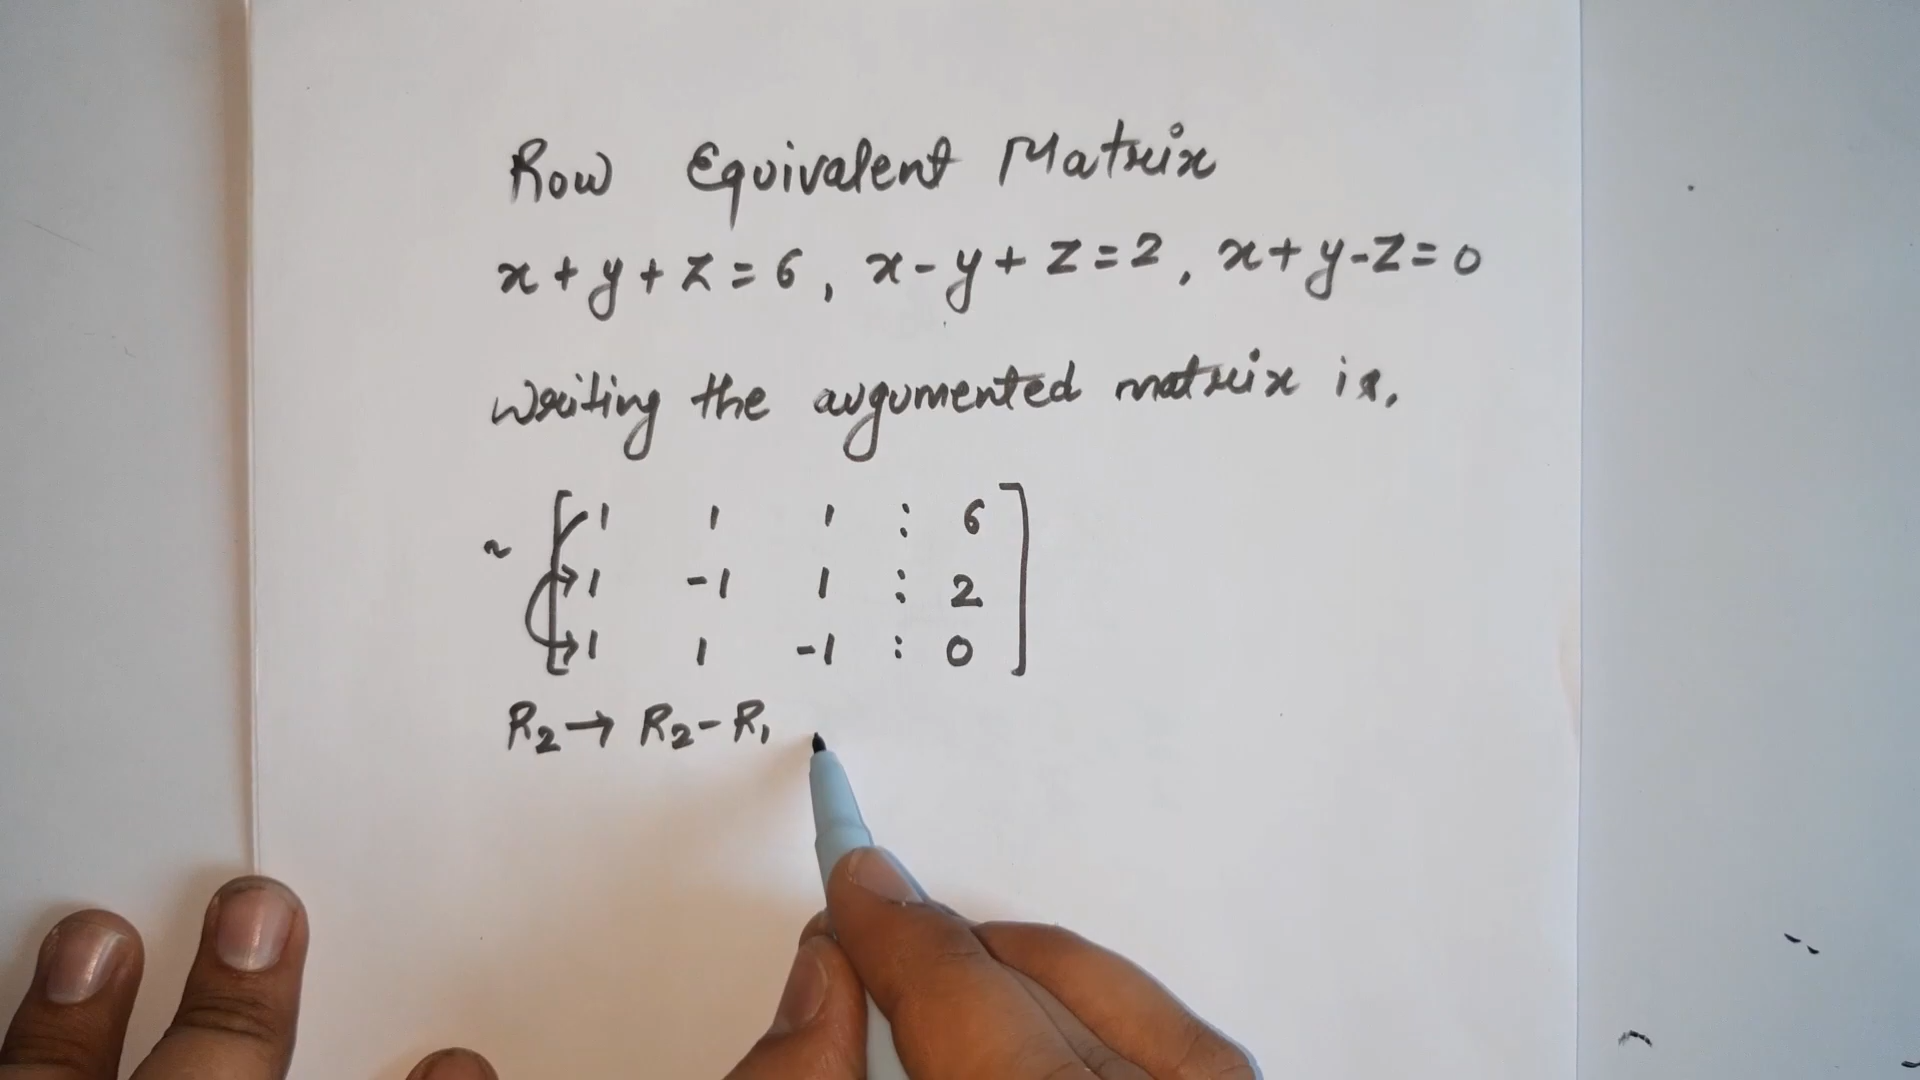 Row Equivalent Matrix
x+y+z=6, x-y+z=2, x+y-z=0
writing the augumented matrix is,
~ [ 1 1 1 : 6 ]
1 -1 1 : 2
1 1 -1 : 0
R₂→ R₂-R₁